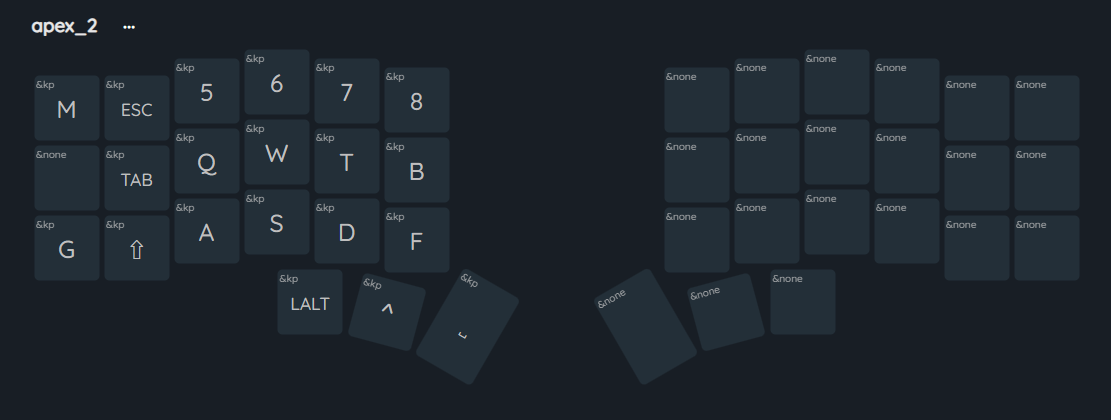 apex_2 ...
&kp M &kp ESC &kp 5 &kp 6 &kp 7 &kp 8 &none &none &none &none &none &none
&none &kp TAB &kp Q &kp W &kp T &kp B &none &none &none &none &none &none
&kp G &kp ⇧ &kp A &kp S &kp D &kp F &none &none &none &none &none &none
&kp LALT &kp ^ &kp ⎵ &none &none &none